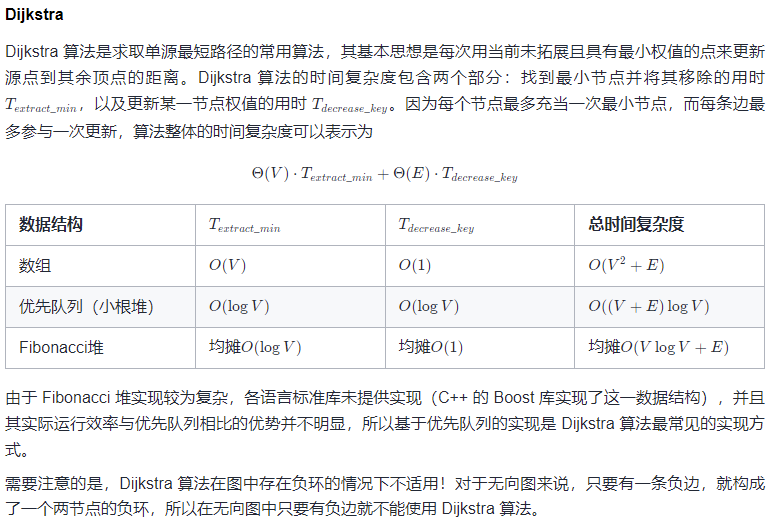 Dijkstra
Dijkstra 算法是求取单源最短路径的常用算法，其基本思想是每次用当前未拓展且具有最小权值的点来更新
源点到其余顶点的距离。Dijkstra 算法的时间复杂度包含两个部分：找到最小节点并将其移除的用时
T_{extract\_min}，以及更新某一节点权值的用时 T_{decrease\_key}。因为每个节点最多充当一次最小节点，而每条边最
多参与一次更新，算法整体的时间复杂度可以表示为
Θ(V) · T_{extract\_min} + Θ(E) · T_{decrease\_key}
数据结构 T_{extract\_min} T_{decrease\_key} 总时间复杂度
数组 O(V) O(1) O(V² + E)
优先队列（小根堆） O(log V) O(log V) O((V + E) log V)
Fibonacci堆 均摊O(log V) 均摊O(1) 均摊O(V log V + E)
由于 Fibonacci 堆实现较为复杂，各语言标准库未提供实现（C++ 的 Boost 库实现了这一数据结构），并且
其实际运行效率与优先队列相比的优势并不明显，所以基于优先队列的实现是 Dijkstra 算法最常见的实现方
式。
需要注意的是，Dijkstra 算法在图中存在负环的情况下不适用！对于无向图来说，只要有一条负边，就构成
了一个两节点的负环，所以在无向图中只要有负边就不能使用 Dijkstra 算法。